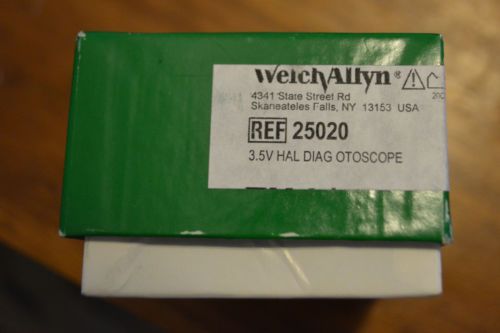 WelchAllyn®
4341 State Street Rd
Skaneateles Falls, NY 13153 USA
REF 25020
3.5V HAL DIAG OTOSCOPE